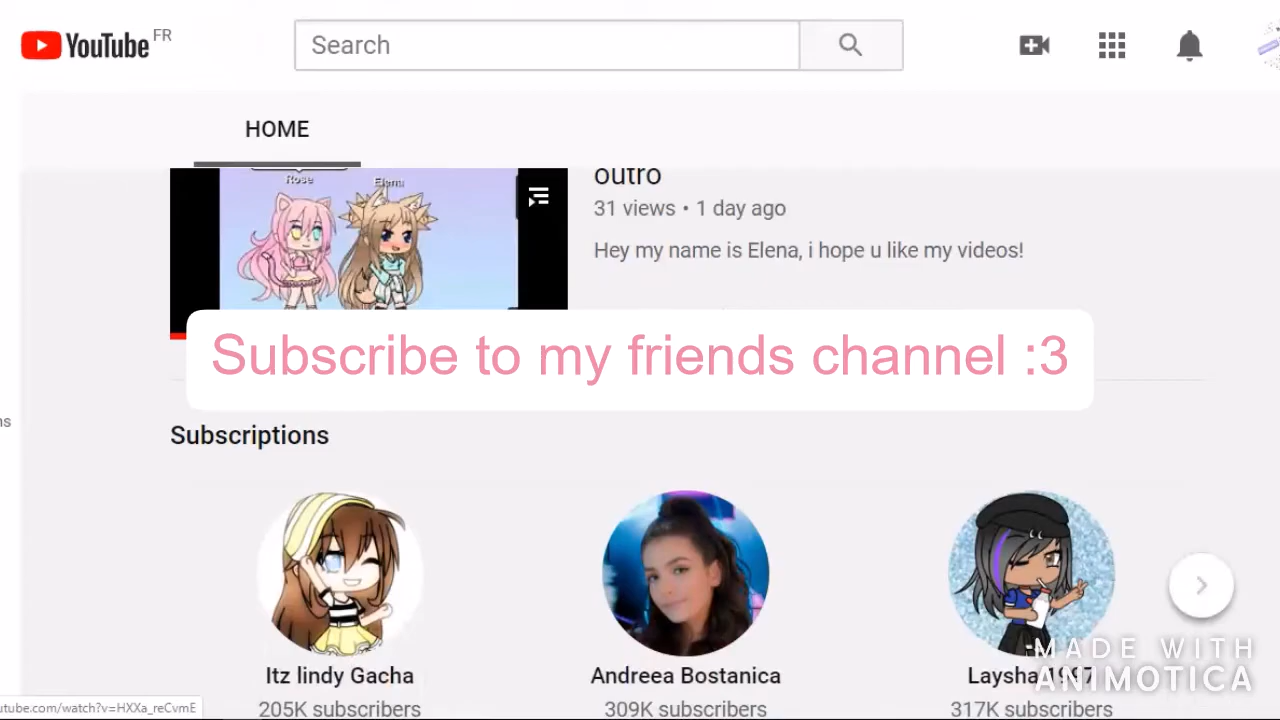 YouTube FR
Search
HOME
Rose
Elena
outro
31 views • 1 day ago
Hey my name is Elena, i hope u like my videos!
Subscribe to my friends channel :3
Subscriptions
Itz lindy Gacha
Andreea Bostanica
Laysha 1997
205K subscribers
309K subscribers
317K subscribers
MADE WITH
ANIMOTICA
utube.com/watch?v=HXXa_reCvmE